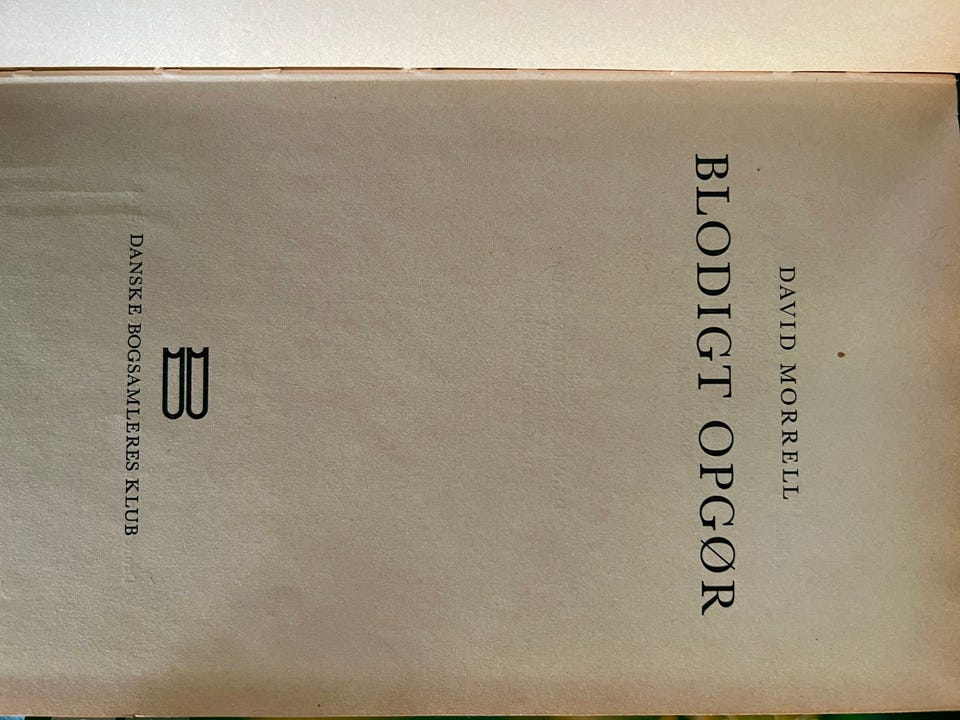 DAVID MORRELL
BLODIGT OPGØR
DANSKE BOGSAMLERES KLUB